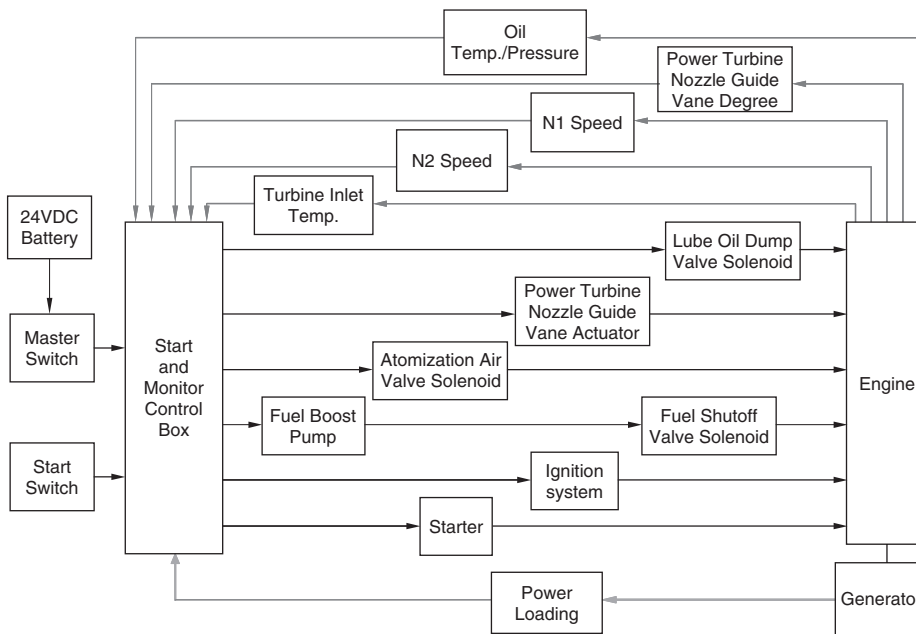 Oil
Temp./Pressure
Power Turbine
Nozzle Guide
Vane Degree
N1 Speed
N2 Speed
Turbine Inlet
Temp.
24VDC
Battery
Lube Oil Dump
Valve Solenoid
Power Turbine
Nozzle Guide
Vane Actuator
Master
Switch
Start
and
Monitor
Control
Box
Atomization Air
Valve Solenoid
Engine
Fuel Boost
Pump
Fuel Shutoff
Valve Solenoid
Start
Switch
Ignition
system
Starter
Power
Loading
Generato